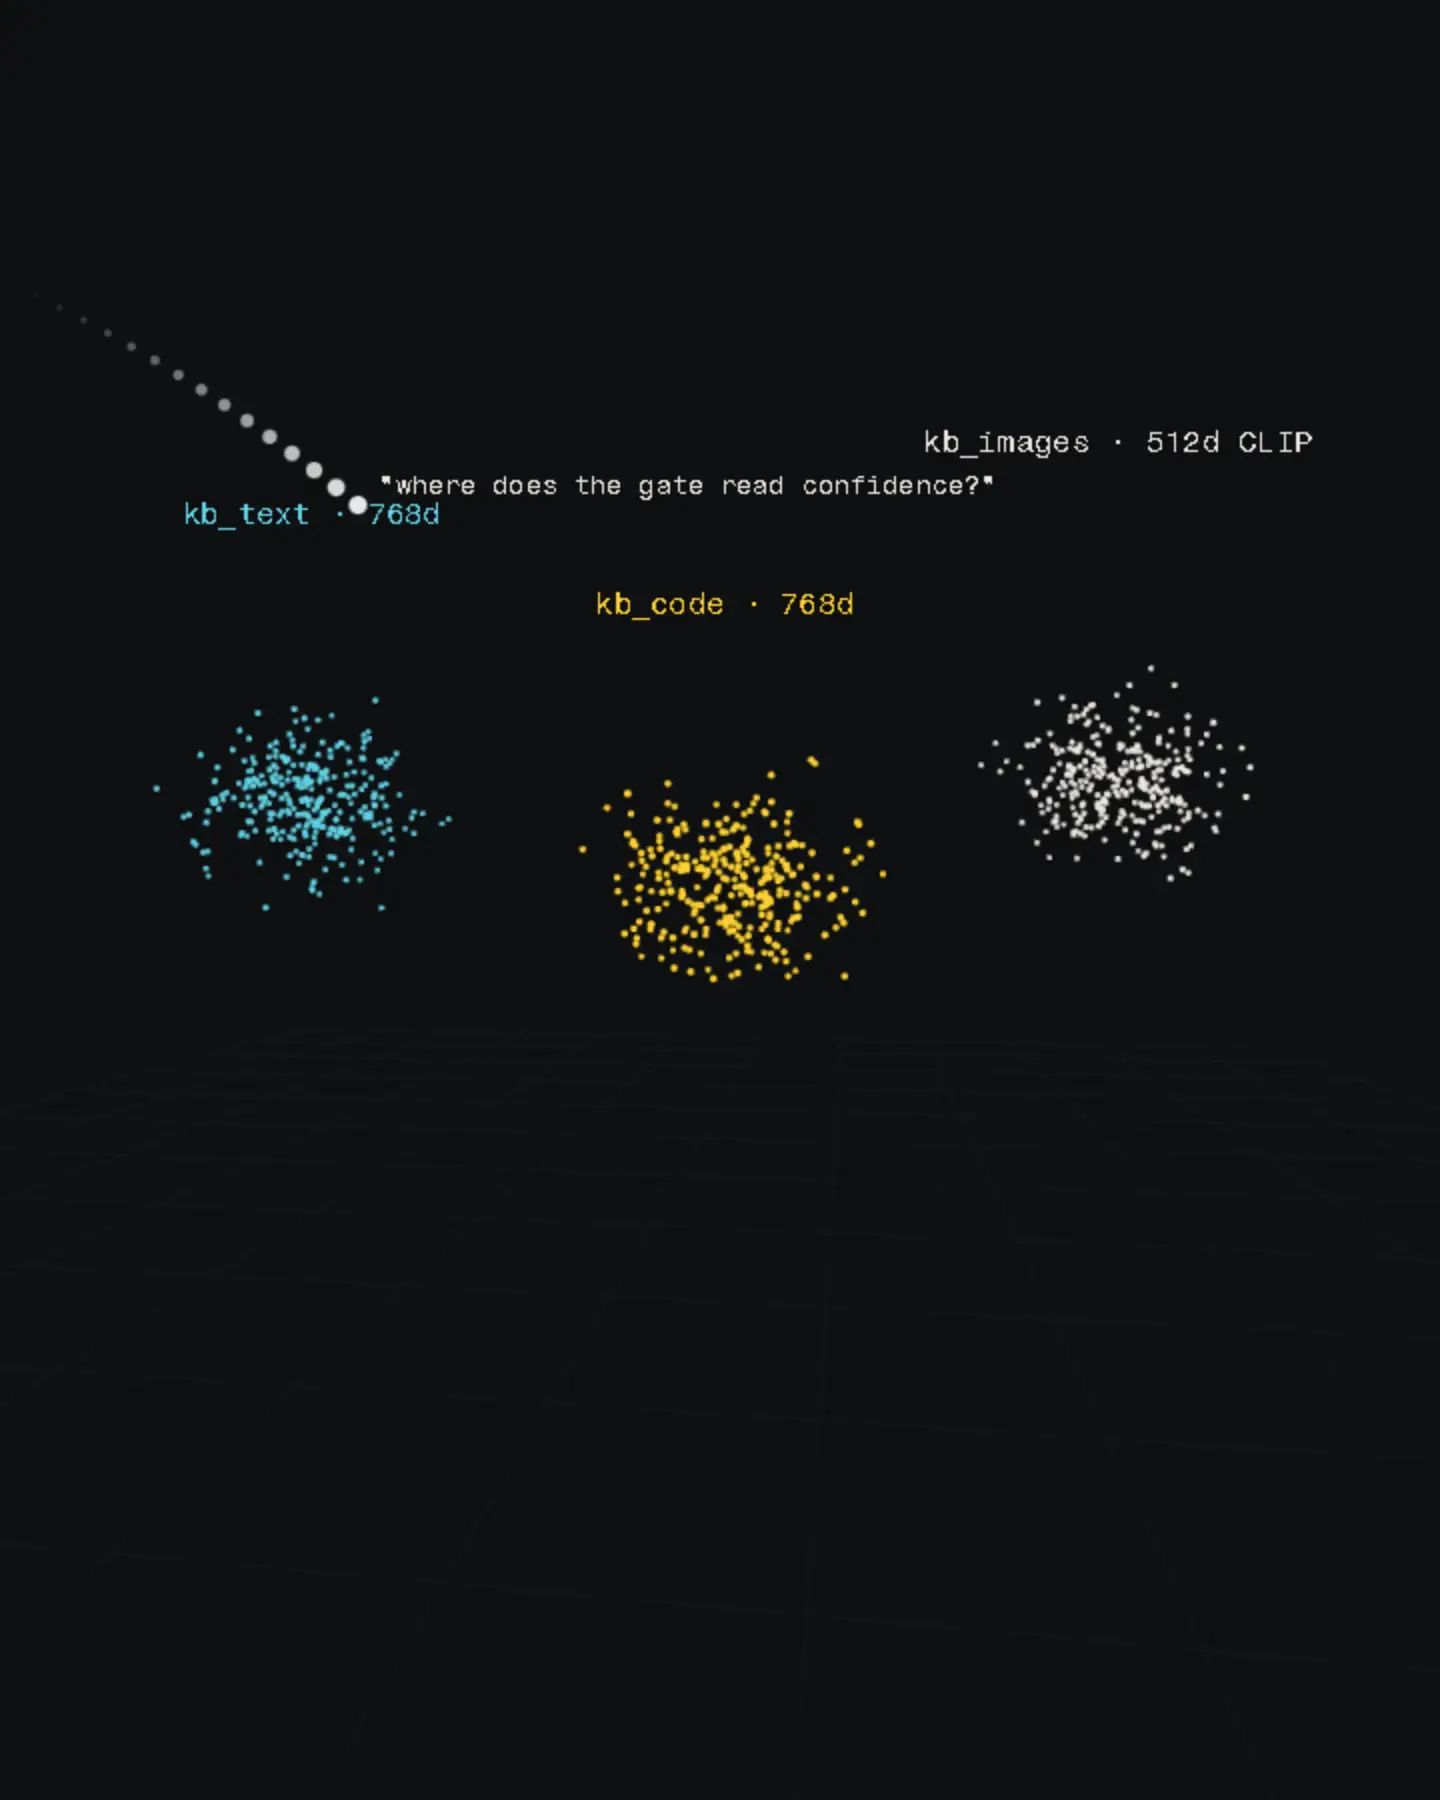 kb_images · 512d CLIP
"where does the gate read confidence?"
kb_text · 768d
kb_code · 768d